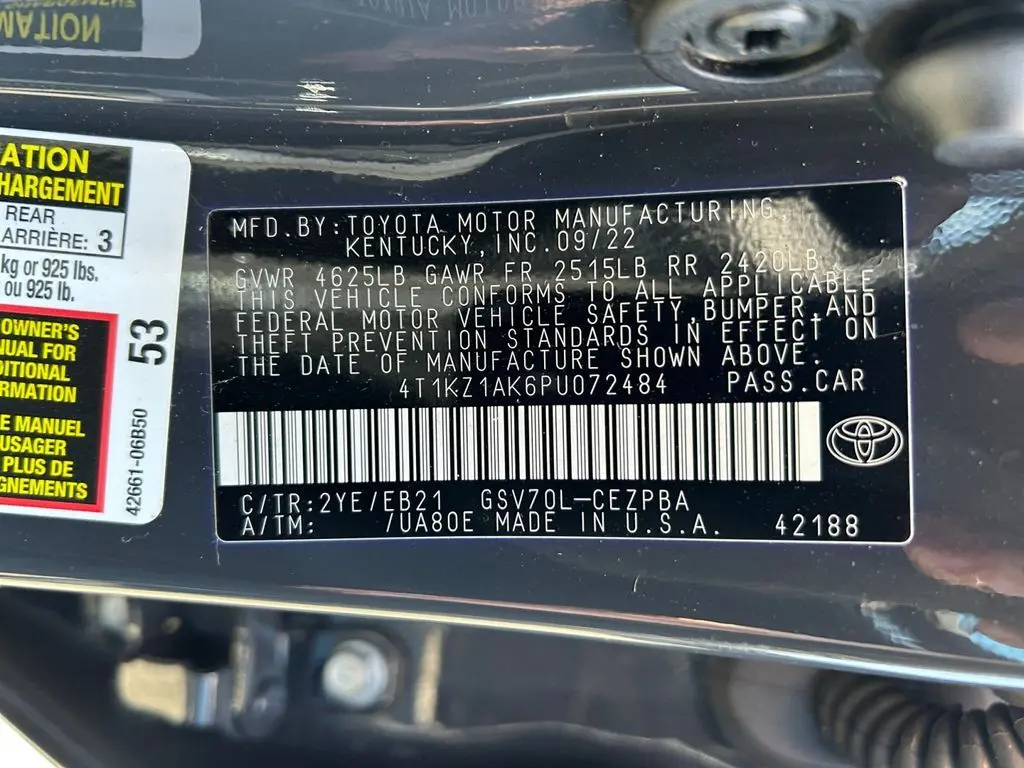 MATION
ATION
HARGEMENT
REAR
ARRIÈRE: 3
kg or 925 lbs.
ou 925 lb.
OWNER'S
NUAL FOR
DITIONAL
RMATION
E MANUEL
USAGER
PLUS DE
GNEMENTS
53
42661-06B50
MFD.BY:TOYOTA MOTOR MANUFACTURING,
KENTUCKY,INC.09/22
GVWR 4625LB GAWR FR 2515LB RR 2420LB
THIS VEHICLE CONFORMS TO ALL APPLICABLE
FEDERAL MOTOR VEHICLE SAFETY,BUMPER,AND
THEFT PREVENTION STANDARDS IN EFFECT ON
THE DATE OF MANUFACTURE SHOWN ABOVE.
4T1KZ1AK6PU072484 PASS.CAR
C/TR:2YE/EB21 GSV70L-CEZPBA
A/TM: /UA80E MADE IN U.S.A. 42188